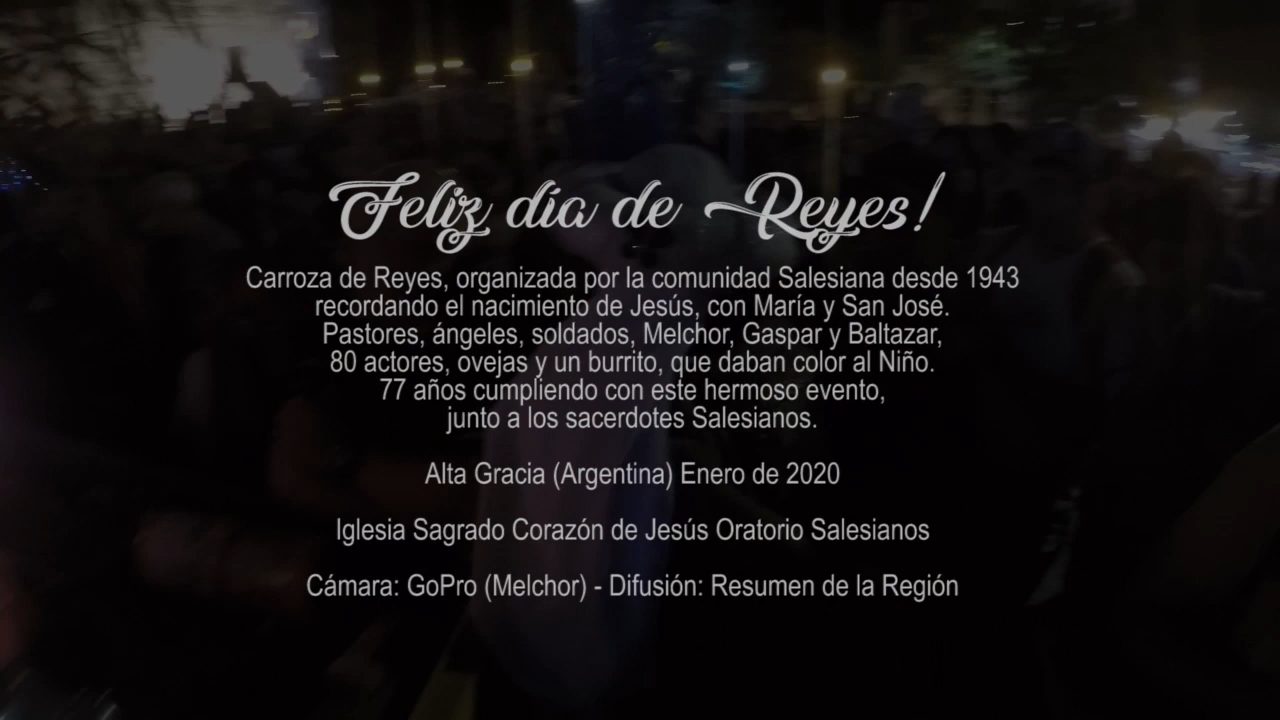 Feliz día de Reyes!
Carroza de Reyes, organizada por la comunidad Salesiana desde 1943
recordando el nacimiento de Jesús, con María y San José.
Pastores, ángeles, soldados, Melchor, Gaspar y Baltazar,
80 actores, ovejas y un burrito, que daban color al Niño.
77 años cumpliendo con este hermoso evento,
junto a los sacerdotes Salesianos.
Alta Gracia (Argentina) Enero de 2020
Iglesia Sagrado Corazón de Jesús Oratorio Salesianos
Cámara: GoPro (Melchor) - Difusión: Resumen de la Región